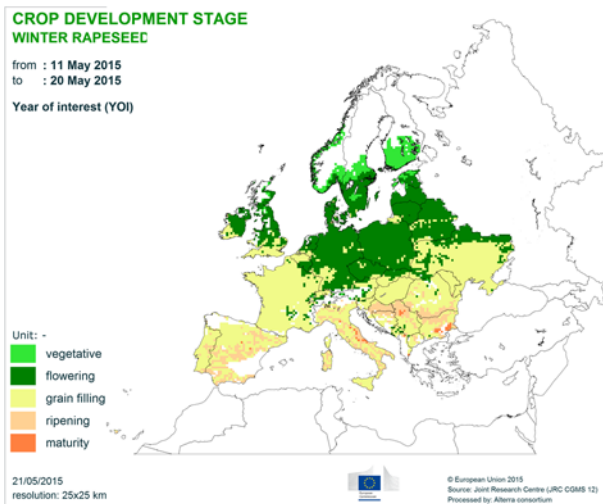 CROP DEVELOPMENT STAGE
WINTER RAPESEED
from : 11 May 2015
to : 20 May 2015
Year of interest (YOI)
Unit: -
vegetative
flowering
grain filling
ripening
maturity
21/05/2015
resolution: 25x25 km
© European Union 2015
Source: Joint Research Centre (JRC CGMS 12)
Processed by: Alterra consortium